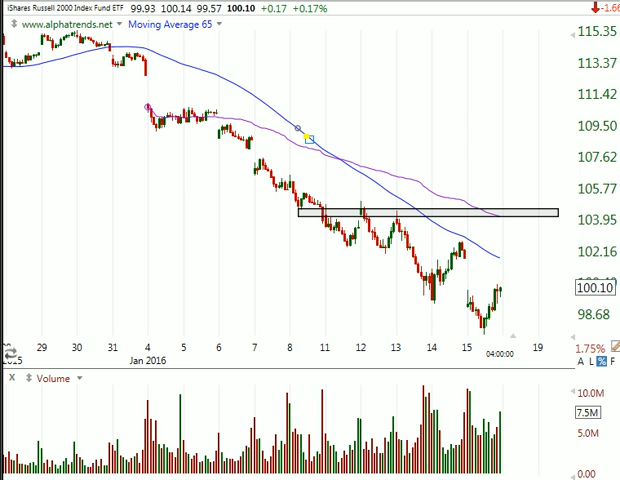 iShares Russell 2000 Index Fund ETF 99.93 100.14 99.57 100.10 +0.17 +0.17%
www.alphatrends.net Moving Average 65
115.35
113.37
111.42
109.50
107.62
105.77
103.95
102.16
100.10
98.68
29 30 31 4 5 6 7 8 11 12 13 14 15 19
2015 Jan 2016 04:00:00
1.75%
A L % F
X Volume
10.0M
7.5M
5.0M
0.00